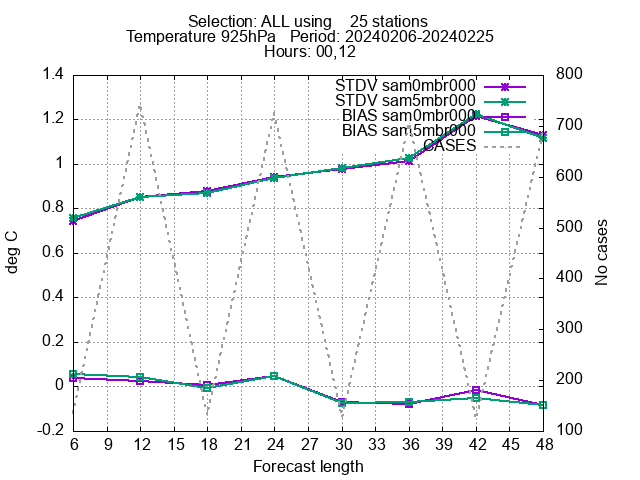 Selection: ALL using    25 stations
Temperature 925hPa   Period: 20240206-20240225
Hours: 00,12
STDV sam0mbr000
STDV sam5mbr000
BIAS sam0mbr000
BIAS sam5mbr000
CASES
deg C
1.4
1.2
1
0.8
0.6
0.4
0.2
0
-0.2
No cases
800
700
600
500
400
300
200
100
6 9 12 15 18 21 24 27 30 33 36 39 42 45 48
Forecast length